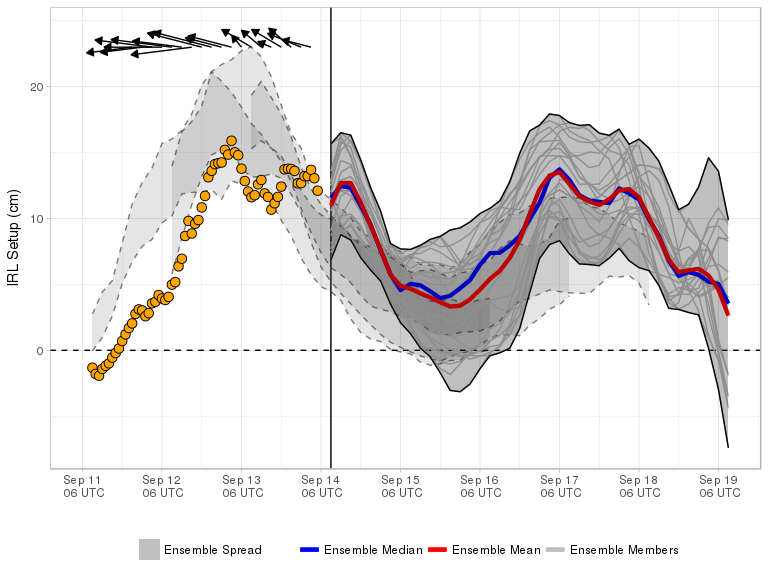 IRL Setup (cm)
20
10
0
Sep 11 Sep 12 Sep 13 Sep 14 Sep 15 Sep 16 Sep 17 Sep 18 Sep 19
06 UTC 06 UTC 06 UTC 06 UTC 06 UTC 06 UTC 06 UTC 06 UTC 06 UTC
Ensemble Spread Ensemble Median Ensemble Mean Ensemble Members